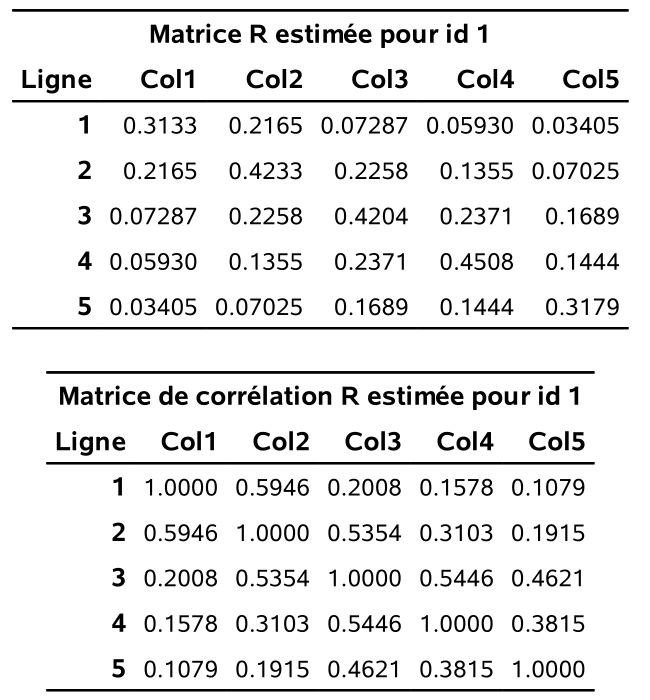 Matrice R estimée pour id 1
Ligne Col1 Col2 Col3 Col4 Col5
1 0.3133 0.2165 0.07287 0.05930 0.03405
2 0.2165 0.4233 0.2258 0.1355 0.07025
3 0.07287 0.2258 0.4204 0.2371 0.1689
4 0.05930 0.1355 0.2371 0.4508 0.1444
5 0.03405 0.07025 0.1689 0.1444 0.3179
Matrice de corrélation R estimée pour id 1
Ligne Col1 Col2 Col3 Col4 Col5
1 1.0000 0.5946 0.2008 0.1578 0.1079
2 0.5946 1.0000 0.5354 0.3103 0.1915
3 0.2008 0.5354 1.0000 0.5446 0.4621
4 0.1578 0.3103 0.5446 1.0000 0.3815
5 0.1079 0.1915 0.4621 0.3815 1.0000